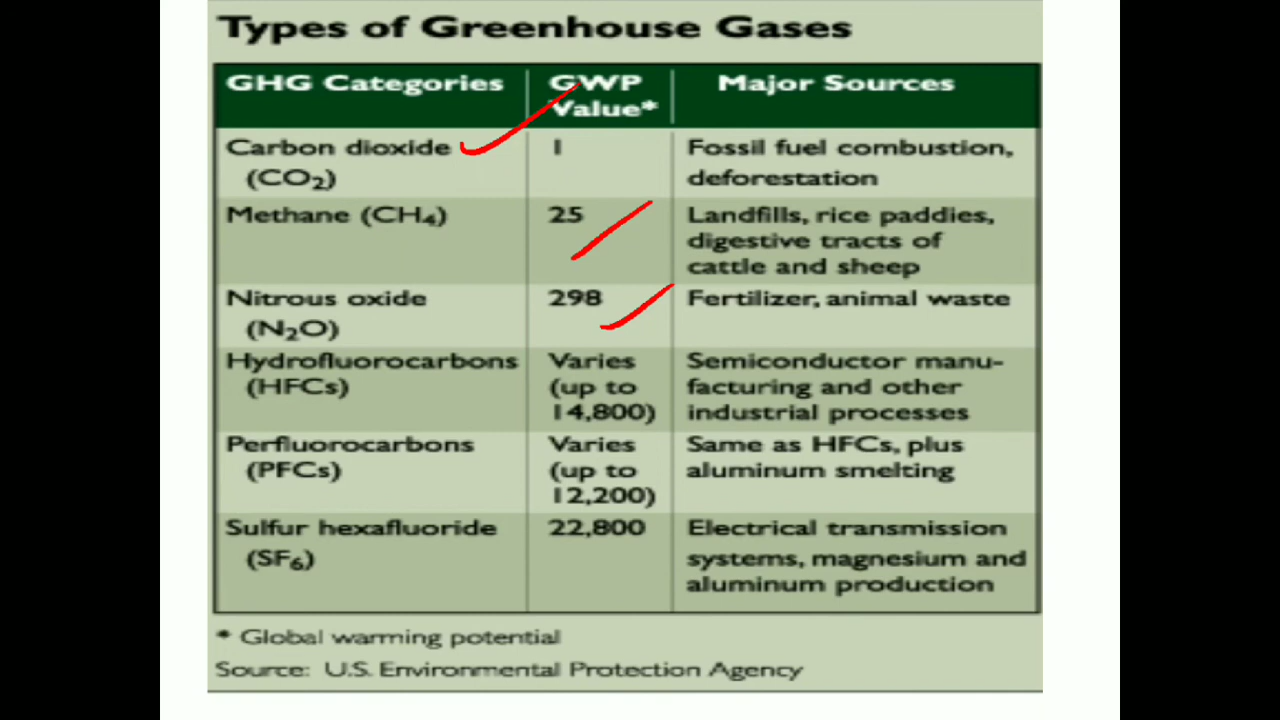 Types of Greenhouse Gases
GHG Categories GWP Value* Major Sources
Carbon dioxide (CO₂) 1 Fossil fuel combustion, deforestation
Methane (CH₄) 25 Landfills, rice paddies, digestive tracts of cattle and sheep
Nitrous oxide (N₂O) 298 Fertilizer, animal waste
Hydrofluorocarbons (HFCs) Varies (up to 14,800) Semiconductor manu-facturing and other industrial processes
Perfluorocarbons (PFCs) Varies (up to 12,200) Same as HFCs, plus aluminum smelting
Sulfur hexafluoride (SF₆) 22,800 Electrical transmission systems, magnesium and aluminum production
* Global warming potential
Source: U.S. Environmental Protection Agency